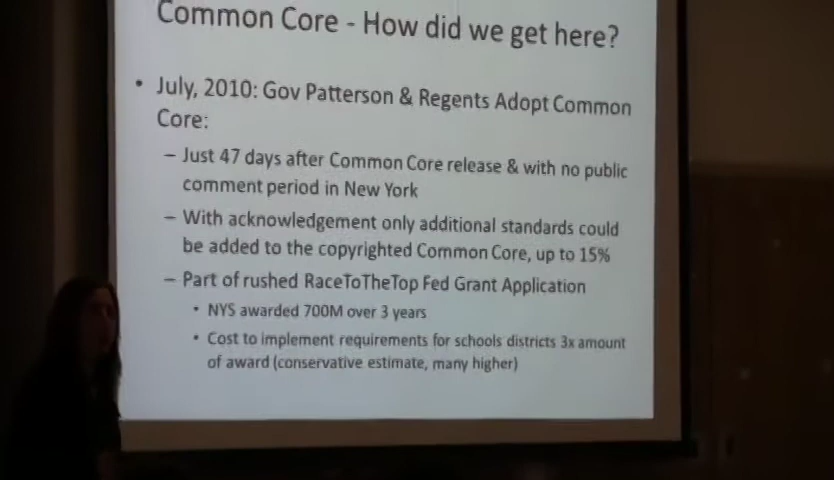 Common Core - How did we get here?
• July, 2010: Gov Patterson & Regents Adopt Common
Core:
– Just 47 days after Common Core release & with no public
comment period in New York
– With acknowledgement only additional standards could
be added to the copyrighted Common Core, up to 15%
– Part of rushed RaceToTheTop Fed Grant Application
• NYS awarded 700M over 3 years
• Cost to implement requirements for schools districts 3x amount
of award (conservative estimate, many higher)